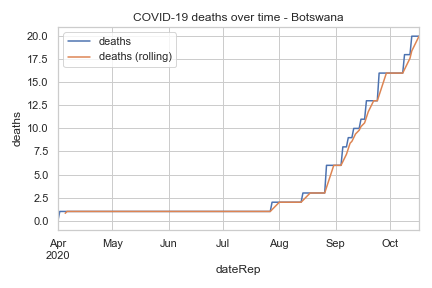 COVID-19 deaths over time - Botswana
deaths
deaths (rolling)
20.0
17.5
15.0
12.5
10.0
7.5
5.0
2.5
0.0
deaths
Apr
2020
May
Jun
Jul
Aug
Sep
Oct
dateRep